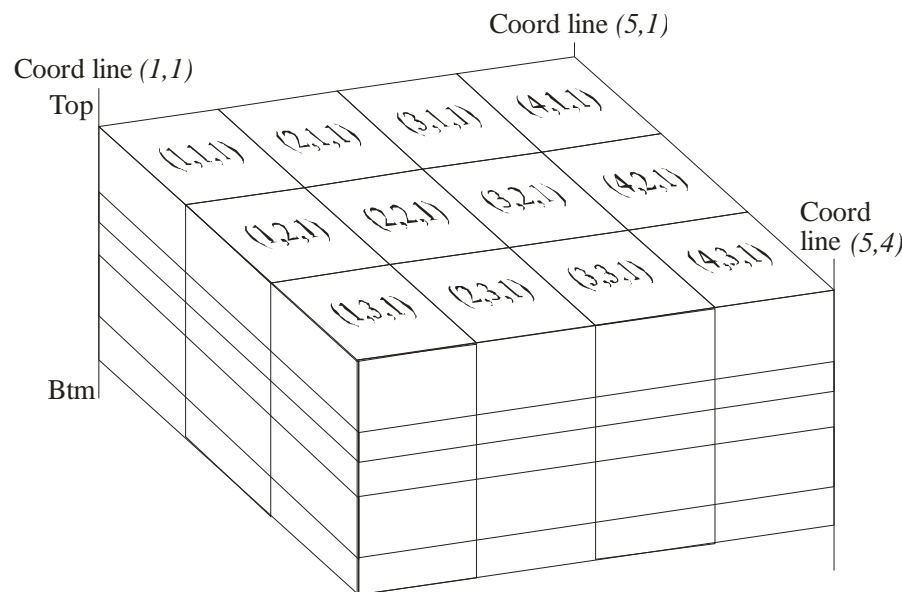 Coord line (5,1)
Coord line (1,1)
Top
(1,1,1)
(2,1,1)
(3,1,1)
(4,1,1)
(1,2,1)
(2,2,1)
(3,2,1)
(4,2,1)
Coord
line (5,4)
(1,3,1)
(2,3,1)
(3,3,1)
(4,3,1)
Btm